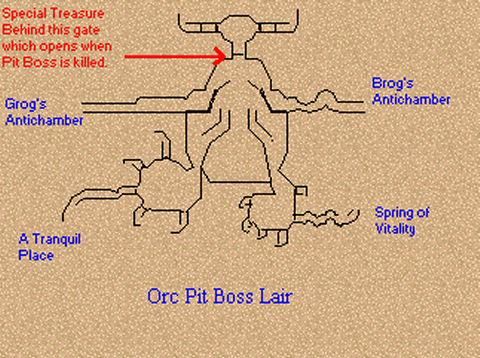 Special Treasure
Behind this gate
which opens when
Pit Boss is killed.
Grog's
Antichamber
Brog's
Antichamber
A Tranquil
Place
Spring of
Vitality
Orc Pit Boss Lair